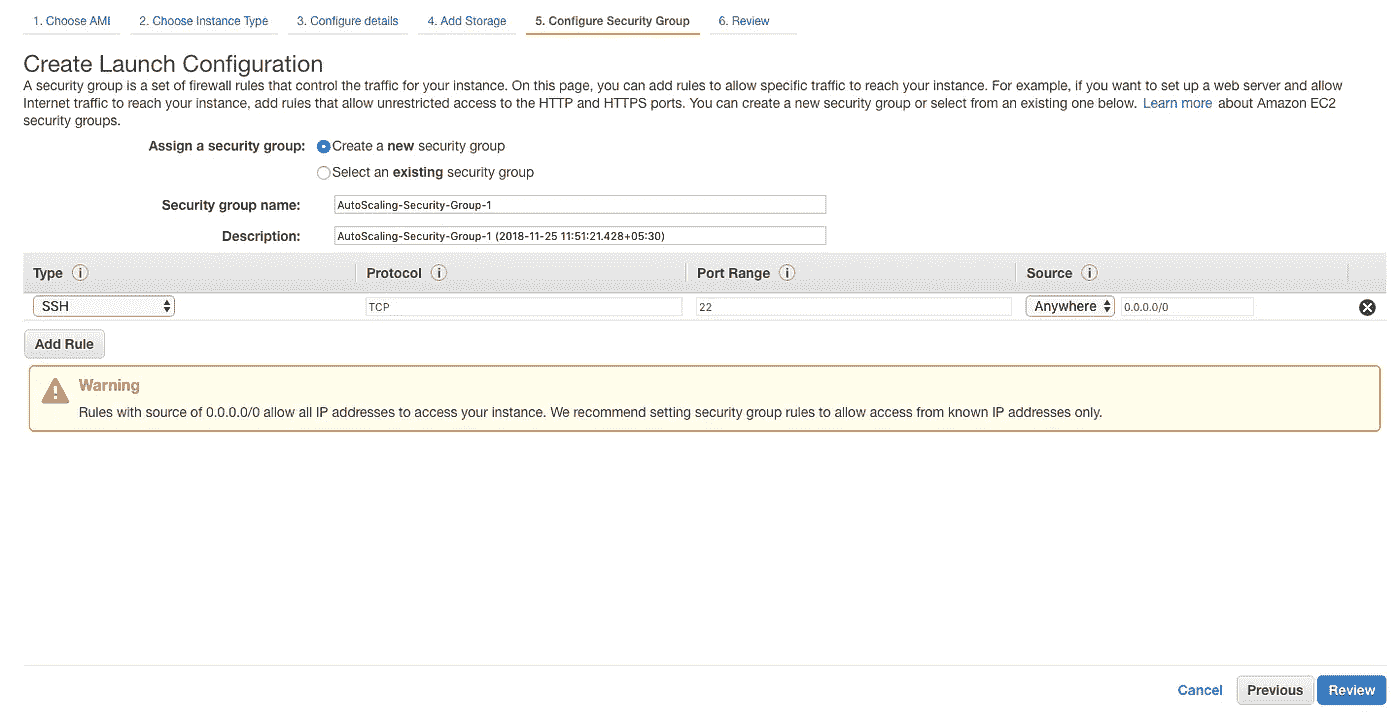 1. Choose AMI 2. Choose Instance Type 3. Configure details 4. Add Storage 5. Configure Security Group 6. Review
Create Launch Configuration
A security group is a set of firewall rules that control the traffic for your instance. On this page, you can add rules to allow specific traffic to reach your instance. For example, if you want to set up a web server and allow
Internet traffic to reach your instance, add rules that allow unrestricted access to the HTTP and HTTPS ports. You can create a new security group or select from an existing one below. Learn more about Amazon EC2
security groups.
Assign a security group: Create a new security group
Select an existing security group
Security group name: AutoScaling-Security-Group-1
Description: AutoScaling-Security-Group-1 (2018-11-25 11:51:21.428+05:30)
Type i Protocol i Port Range i Source i
SSH TCP 22 Anywhere 0.0.0.0/0
Add Rule
Warning
Rules with source of 0.0.0.0/0 allow all IP addresses to access your instance. We recommend setting security group rules to allow access from known IP addresses only.
Cancel Previous Review